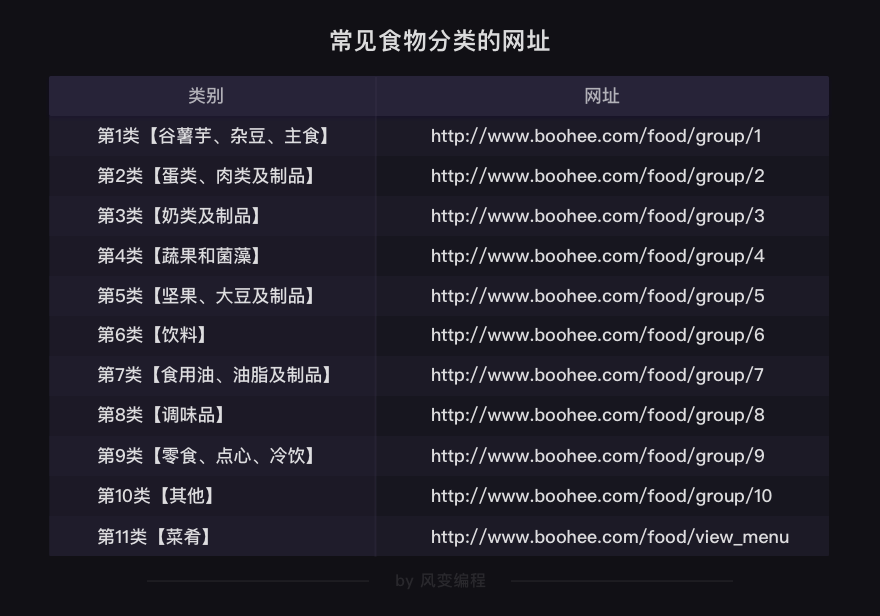 常见食物分类的网址
类别 网址
第1类【谷薯芋、杂豆、主食】 http://www.boohee.com/food/group/1
第2类【蛋类、肉类及制品】 http://www.boohee.com/food/group/2
第3类【奶类及制品】 http://www.boohee.com/food/group/3
第4类【蔬果和菌藻】 http://www.boohee.com/food/group/4
第5类【坚果、大豆及制品】 http://www.boohee.com/food/group/5
第6类【饮料】 http://www.boohee.com/food/group/6
第7类【食用油、油脂及制品】 http://www.boohee.com/food/group/7
第8类【调味品】 http://www.boohee.com/food/group/8
第9类【零食、点心、冷饮】 http://www.boohee.com/food/group/9
第10类【其他】 http://www.boohee.com/food/group/10
第11类【菜肴】 http://www.boohee.com/food/view_menu
by 风变编程